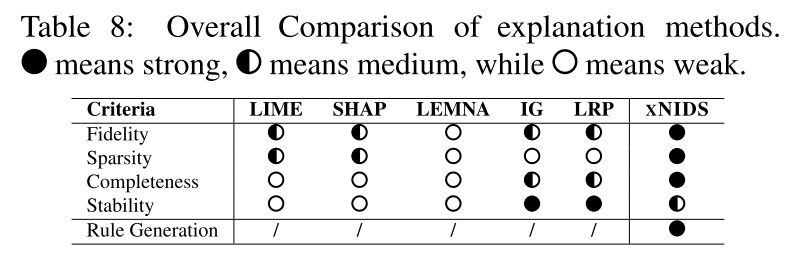 Table 8: Overall Comparison of explanation methods.
● means strong, ◐ means medium, while ○ means weak.
Criteria LIME SHAP LEMNA IG LRP xNIDS
Fidelity ◐ ◐ ○ ◐ ◐ ●
Sparsity ◐ ◐ ○ ○ ○ ●
Completeness ○ ○ ○ ◐ ◐ ●
Stability ○ ○ ○ ● ● ◐
Rule Generation / / / / / ●